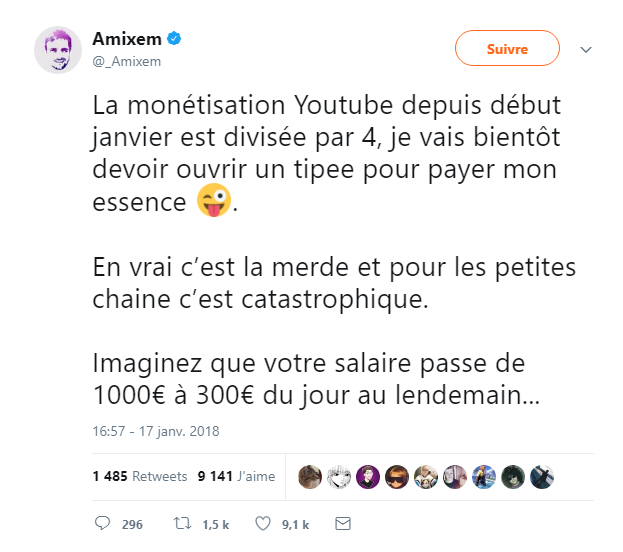 Amixem
@_Amixem
Suivre
La monétisation Youtube depuis début
janvier est divisée par 4, je vais bientôt
devoir ouvrir un tipee pour payer mon
essence 😜.
En vrai c’est la merde et pour les petites
chaine c’est catastrophique.
Imaginez que votre salaire passe de
1000€ à 300€ du jour au lendemain...
16:57 - 17 janv. 2018
1 485 Retweets 9 141 J'aime
296 1,5 k 9,1 k